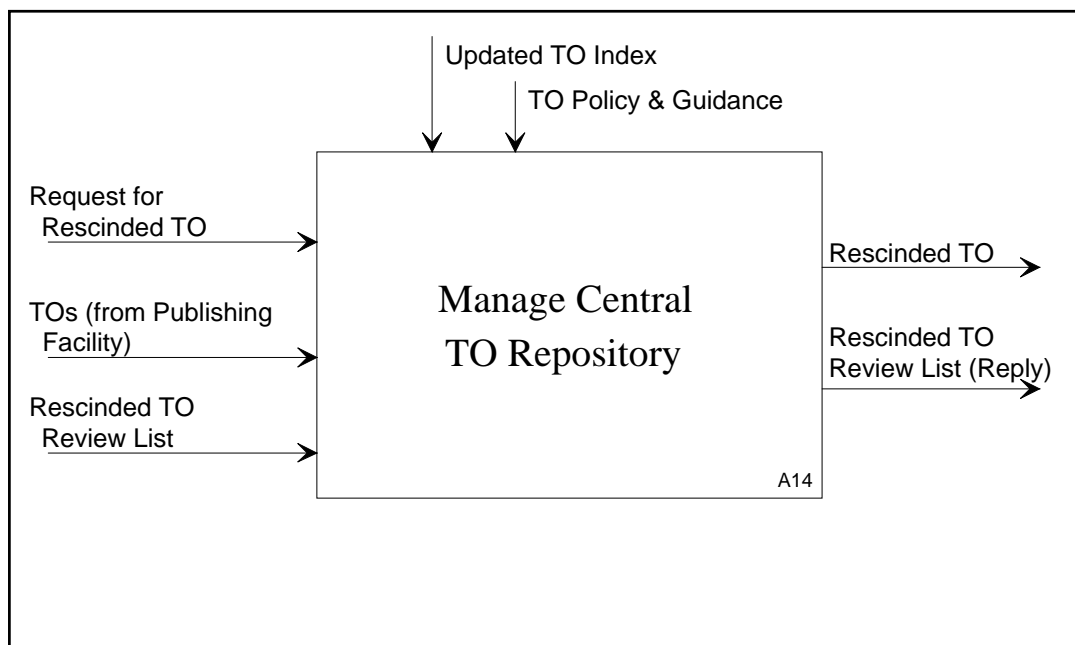 Updated TO Index
TO Policy & Guidance
Request for
Rescinded TO
TOs (from Publishing
Facility)
Rescinded TO
Review List
Manage Central
TO Repository
A14
Rescinded TO
Rescinded TO
Review List (Reply)